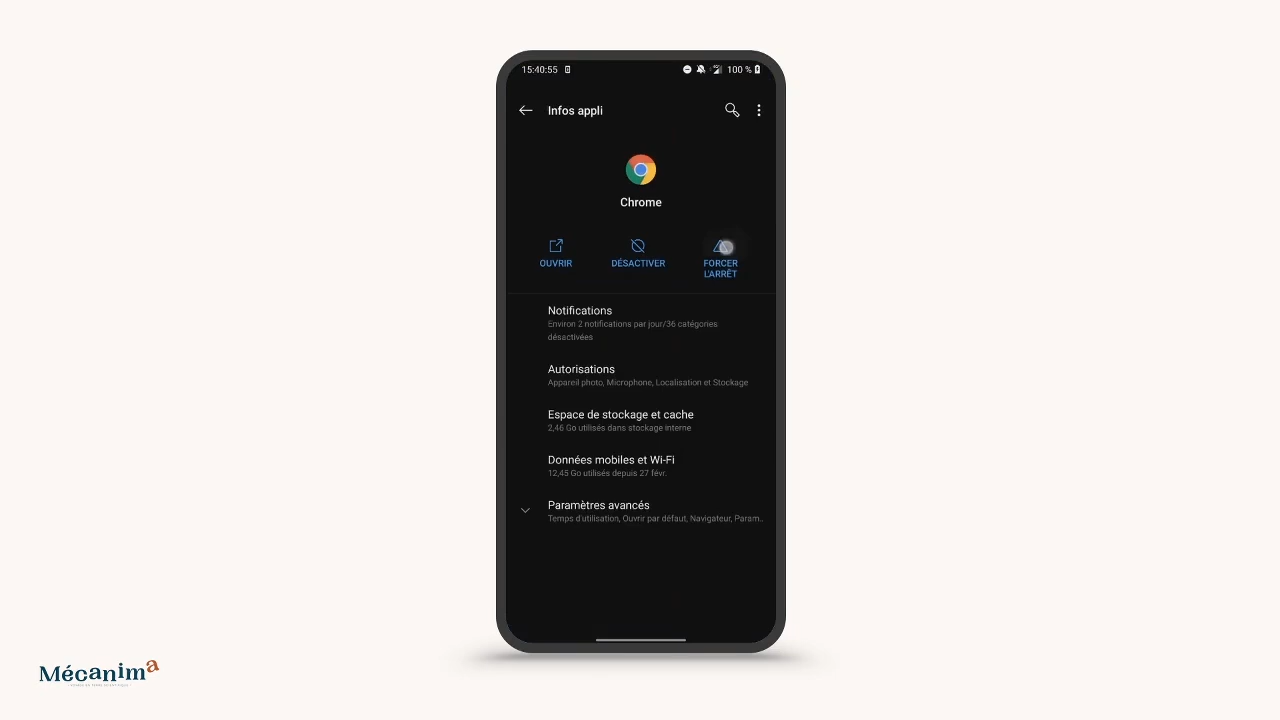 15:40:55
100 %
Infos appli
Chrome
OUVRIR
DÉSACTIVER
FORCER
L'ARRÊT
Notifications
Environ 2 notifications par jour/36 catégories
désactivées
Autorisations
Appareil photo, Microphone, Localisation et Stockage
Espace de stockage et cache
2,46 Go utilisés dans stockage interne
Données mobiles et Wi-Fi
12,45 Go utilisés depuis 27 févr.
Paramètres avancés
Temps d'utilisation, Ouvrir par défaut, Navigateur, Param..
Mécanima